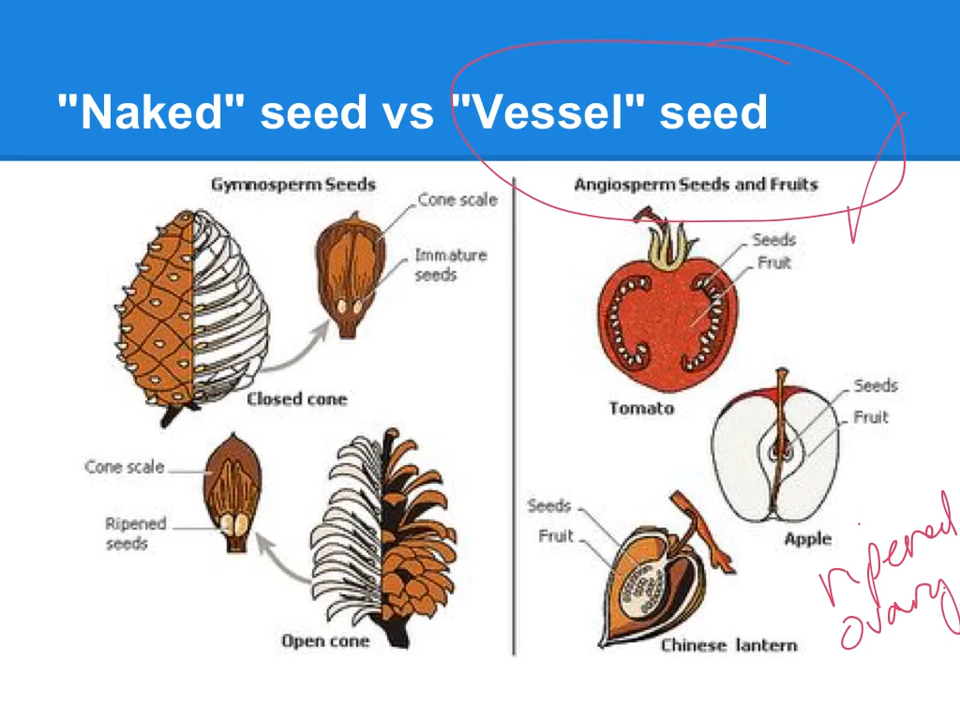 "Naked" seed vs "Vessel" seed
Gymnosperm Seeds
Cone scale
Immature
seeds
Closed cone
Cone scale
Ripened
seeds
Open cone
Angiosperm Seeds and Fruits
Seeds
Fruit
Tomato
Seeds
Fruit
Apple
Seeds
Fruit
Chinese lantern
ripened
ovary